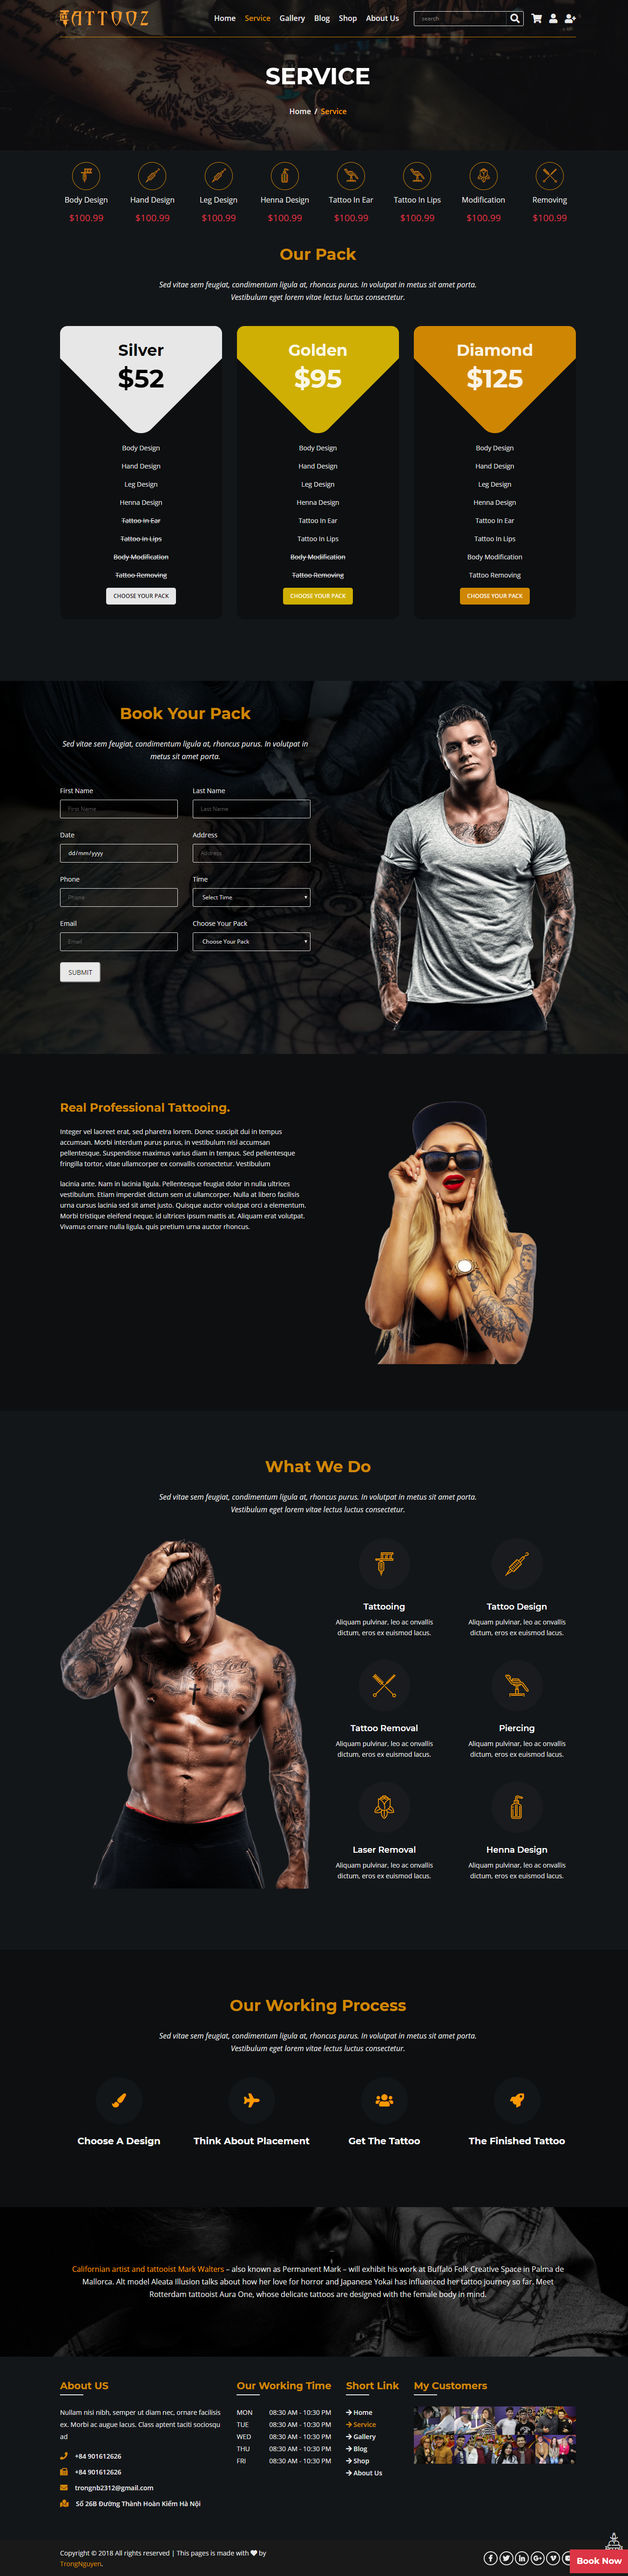 TATTOOZ
Home Service Gallery Blog Shop About Us search
SERVICE
Home / Service
Body Design Hand Design Leg Design Henna Design Tattoo In Ear Tattoo In Lips Modification Removing
$100.99 $100.99 $100.99 $100.99 $100.99 $100.99 $100.99 $100.99
Our Pack
Sed vitae sem feugiat, condimentum ligula at, rhoncus purus. In volutpat in metus sit amet porta.
Vestibulum eget lorem vitae lectus luctus consectetur.
Silver
$52
Body Design
Hand Design
Leg Design
Henna Design
Tattoo In Ear
Tattoo In Lips
Body Modification
Tattoo Removing
CHOOSE YOUR PACK
Golden
$95
Body Design
Hand Design
Leg Design
Henna Design
Tattoo In Ear
Tattoo In Lips
Body Modification
Tattoo Removing
CHOOSE YOUR PACK
Diamond
$125
Body Design
Hand Design
Leg Design
Henna Design
Tattoo In Ear
Tattoo In Lips
Body Modification
Tattoo Removing
CHOOSE YOUR PACK
Book Your Pack
Sed vitae sem feugiat, condimentum ligula at, rhoncus purus. In volutpat in
metus sit amet porta.
First Name Last Name
First Name Last Name
Date Address
dd/mm/yyyy Address
Phone Time
Phone Select Time
Email Choose Your Pack
Email Choose Your Pack
SUBMIT
Real Professional Tattooing.
Integer vel laoreet erat, sed pharetra lorem. Donec suscipit dui in tempus
accumsan. Morbi interdum purus purus, in vestibulum nisl accumsan
pellentesque. Suspendisse maximus varius diam in tempus. Sed pellentesque
fringilla tortor, vitae ullamcorper ex convallis consectetur. Vestibulum
lacinia ante. Nam in lacinia ligula. Pellentesque feugiat dolor in nulla ultrices
vestibulum. Etiam imperdiet dictum sem ut ullamcorper. Nulla at libero facilisis
urna cursus lacinia sed sit amet justo. Quisque auctor volutpat orci a elementum.
Morbi tristique eleifend neque, id ultrices ipsum mattis at. Aliquam erat volutpat.
Vivamus ornare nulla ligula, quis pretium urna auctor rhoncus.
What We Do
Sed vitae sem feugiat, condimentum ligula at, rhoncus purus. In volutpat in metus sit amet porta.
Vestibulum eget lorem vitae lectus luctus consectetur.
Tattooing
Aliquam pulvinar, leo ac onvallis
dictum, eros ex euismod lacus.
Tattoo Design
Aliquam pulvinar, leo ac onvallis
dictum, eros ex euismod lacus.
Tattoo Removal
Aliquam pulvinar, leo ac onvallis
dictum, eros ex euismod lacus.
Piercing
Aliquam pulvinar, leo ac onvallis
dictum, eros ex euismod lacus.
Laser Removal
Aliquam pulvinar, leo ac onvallis
dictum, eros ex euismod lacus.
Henna Design
Aliquam pulvinar, leo ac onvallis
dictum, eros ex euismod lacus.
Our Working Process
Sed vitae sem feugiat, condimentum ligula at, rhoncus purus. In volutpat in metus sit amet porta.
Vestibulum eget lorem vitae lectus luctus consectetur.
Choose A Design Think About Placement Get The Tattoo The Finished Tattoo
Californian artist and tattooist Mark Walters – also known as Permanent Mark – will exhibit his work at Buffalo Folk Creative Space in Palma de
Mallorca. Alt model Aleata Illusion talks about how her love for horror and Japanese Yokai has influenced her tattoo journey so far. Meet
Rotterdam tattooist Aura One, whose delicate tattoos are designed with the female body in mind.
About US
Nullam nisi nibh, semper ut diam nec, ornare facilisis
ex. Morbi ac augue lacus. Class aptent taciti sociosqu
ad
+84 901612626
+84 901612626
trongnb2312@gmail.com
Số 26B Đường Thành Hoàn Kiếm Hà Nội
Our Working Time
MON 08:30 AM - 10:30 PM
TUE 08:30 AM - 10:30 PM
WED 08:30 AM - 10:30 PM
THU 08:30 AM - 10:30 PM
FRI 08:30 AM - 10:30 PM
Short Link
Home
Service
Gallery
Blog
Shop
About Us
My Customers
Copyright © 2018 All rights reserved | This pages is made with by
TrongNguyen.
Book Now